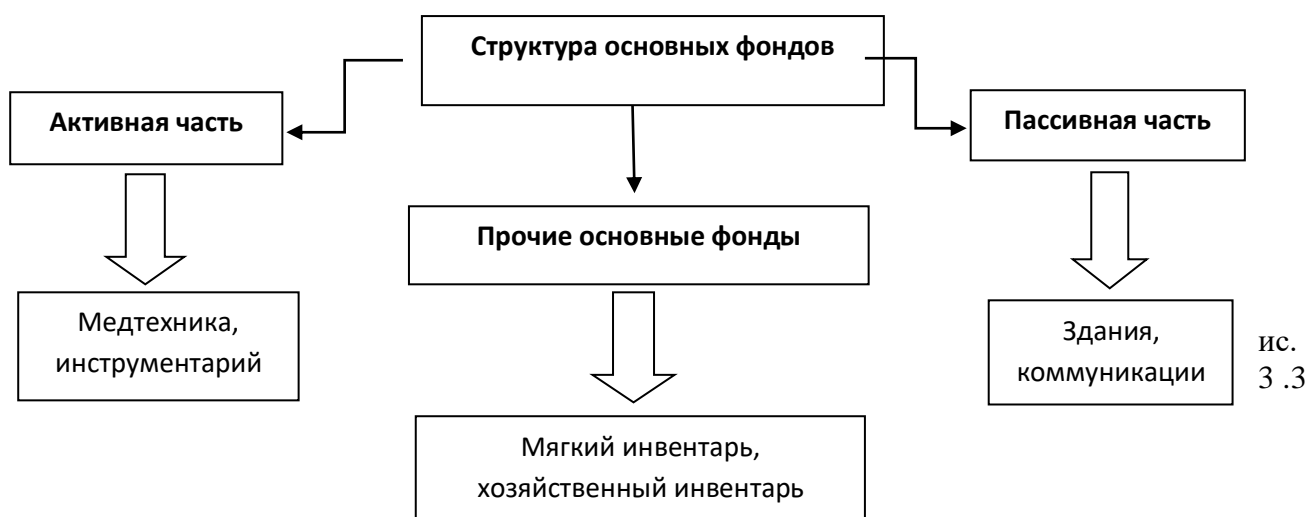 Структура основных фондов
Активная часть
Пассивная часть
Прочие основные фонды
Медтехника,
инструментарий
Здания,
коммуникации
ис.
3 .3
Мягкий инвентарь,
хозяйственный инвентарь